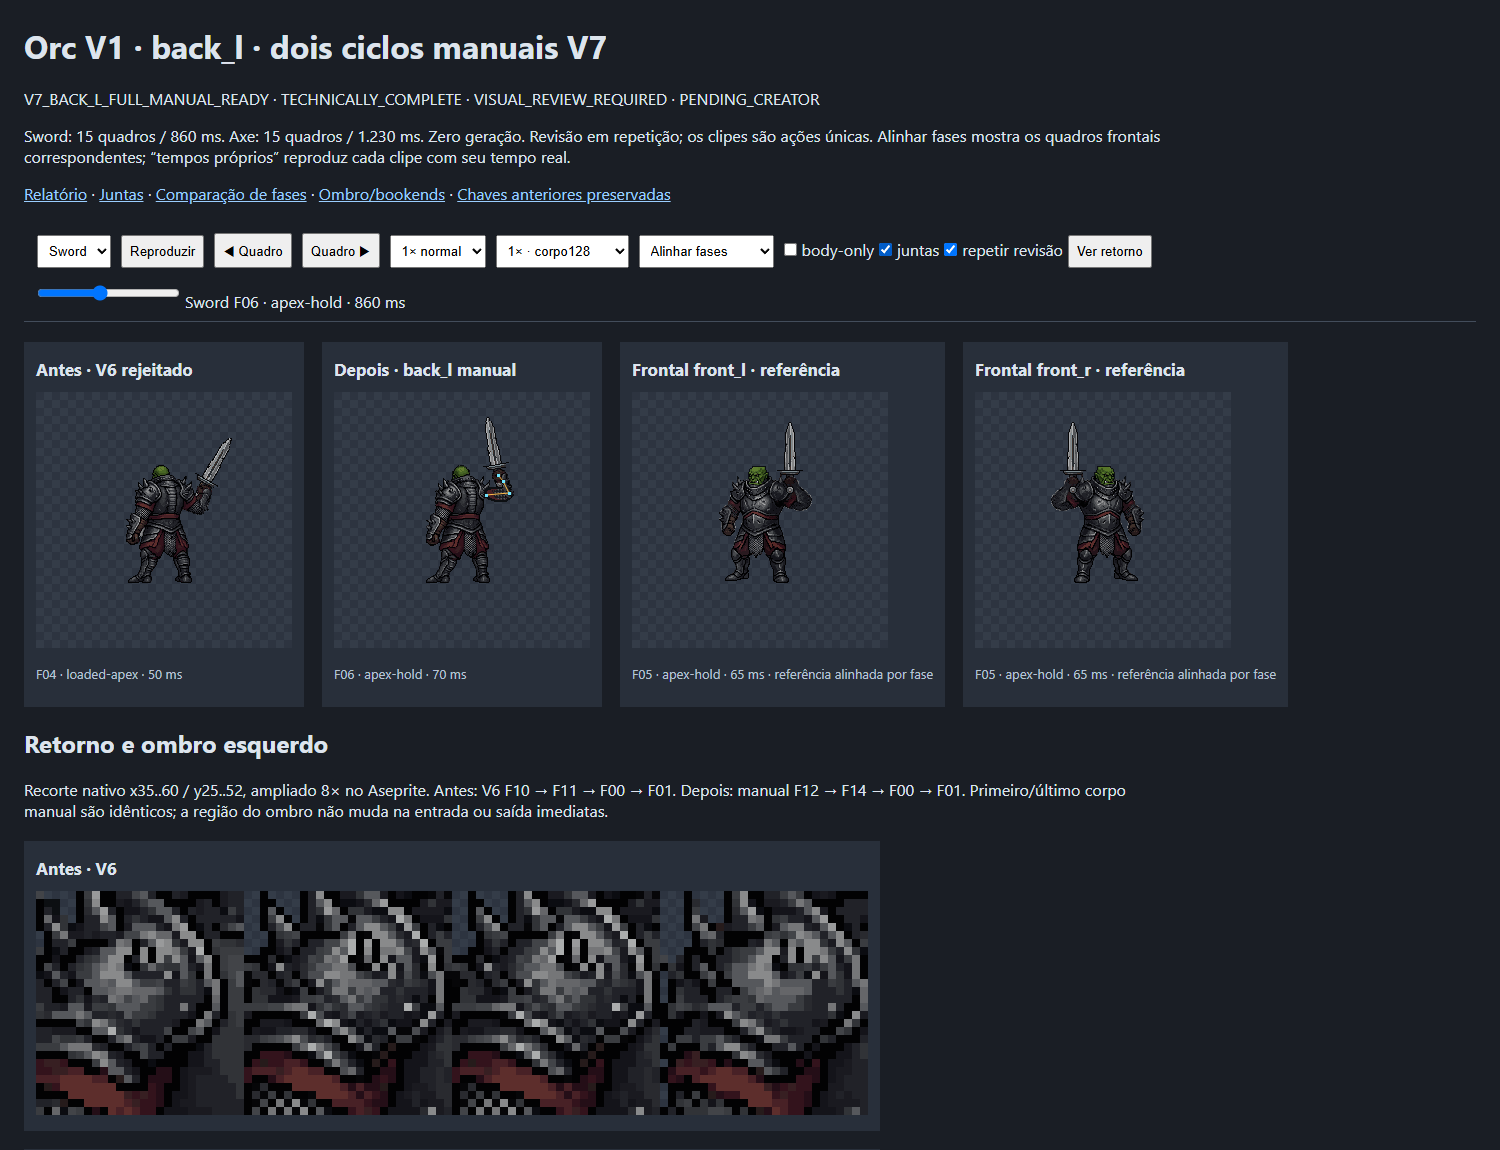 Orc V1 · back_l · dois ciclos manuais V7
V7_BACK_L_FULL_MANUAL_READY · TECHNICALLY_COMPLETE · VISUAL_REVIEW_REQUIRED · PENDING_CREATOR
Sword: 15 quadros / 860 ms. Axe: 15 quadros / 1.230 ms. Zero geração. Revisão em repetição; os clipes são ações únicas. Alinhar fases mostra os quadros frontais
correspondentes; “tempos próprios” reproduz cada clipe com seu tempo real.
Relatório · Juntas · Comparação de fases · Ombro/bookends · Chaves anteriores preservadas
Sword Reproduzir ◀ Quadro Quadro ▶ 1× normal 1× · corpo128 Alinhar fases body-only juntas repetir revisão Ver retorno
Sword F06 · apex-hold · 860 ms
Antes · V6 rejeitado
F04 · loaded-apex · 50 ms
Depois · back_l manual
F06 · apex-hold · 70 ms
Frontal front_l · referência
F05 · apex-hold · 65 ms · referência alinhada por fase
Frontal front_r · referência
F05 · apex-hold · 65 ms · referência alinhada por fase
Retorno e ombro esquerdo
Recorte nativo x35..60 / y25..52, ampliado 8× no Aseprite. Antes: V6 F10 → F11 → F00 → F01. Depois: manual F12 → F14 → F00 → F01. Primeiro/último corpo
manual são idênticos; a região do ombro não muda na entrada ou saída imediatas.
Antes · V6